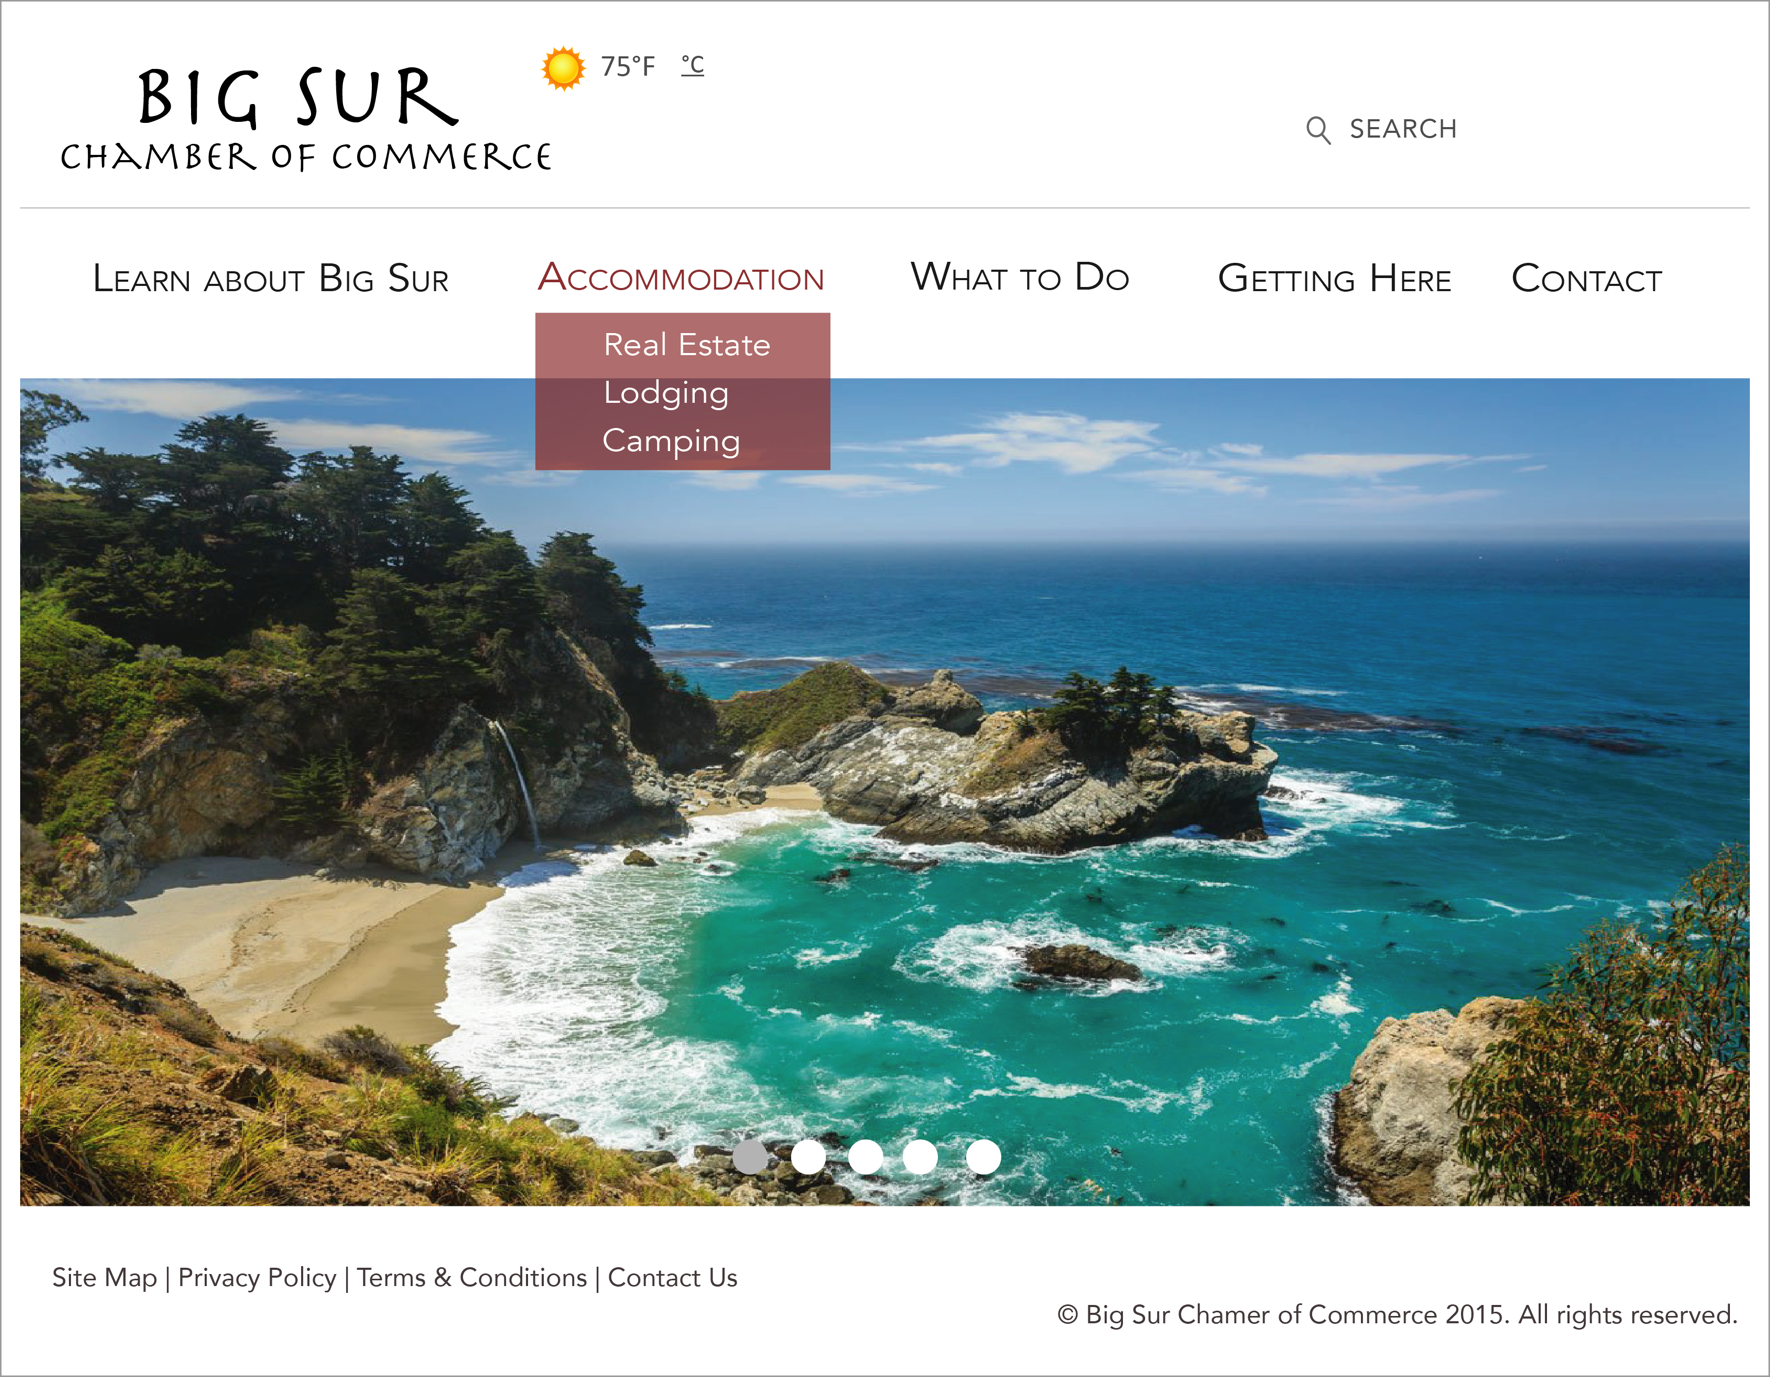 BIG SUR
CHAMBER OF COMMERCE
75°F °C
SEARCH
LEARN ABOUT BIG SUR ACCOMMODATION WHAT TO DO GETTING HERE CONTACT
Real Estate
Lodging
Camping
Site Map | Privacy Policy | Terms & Conditions | Contact Us
© Big Sur Chamer of Commerce 2015. All rights reserved.